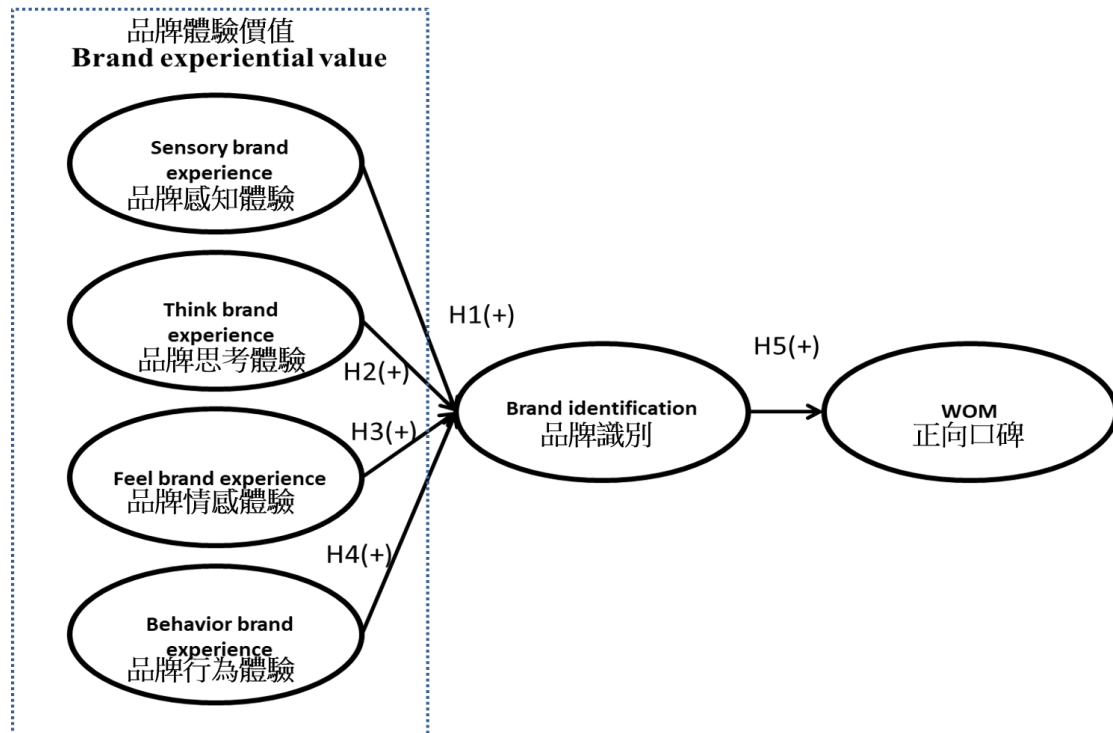 品牌體驗價值
Brand experiential value
Sensory brand
experience
品牌感知體驗
Think brand
experience
品牌思考體驗
Feel brand experience
品牌情感體驗
Behavior brand
experience
品牌行為體驗
H1(+)
H2(+)
H3(+)
H4(+)
Brand identification
品牌識別
H5(+)
WOM
正向口碑